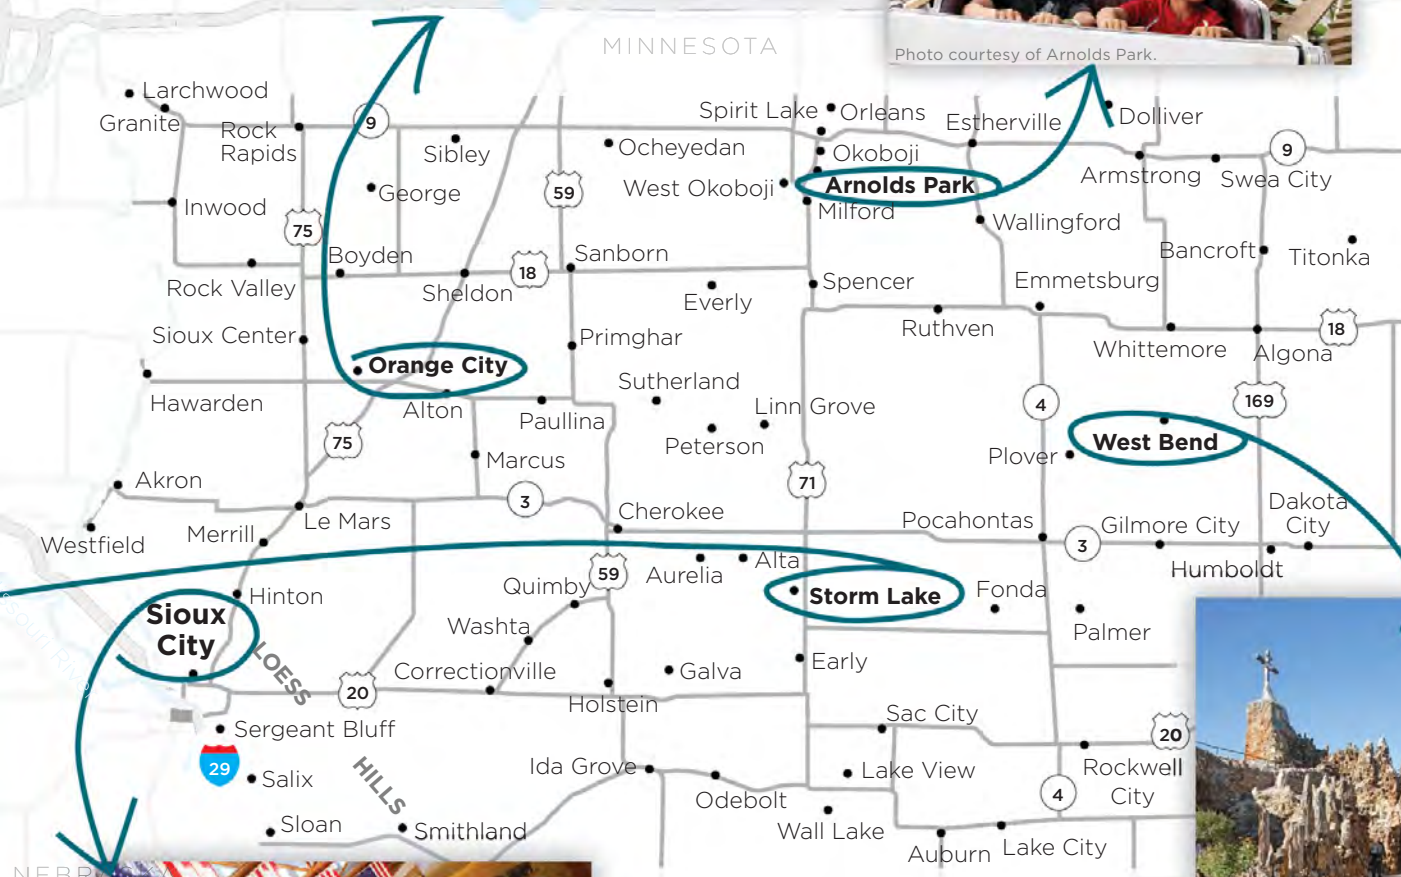 MINNESOTA
Photo courtesy of Arnolds Park.
Larchwood
Granite
Rock
Rapids
9
Sibley
George
Ocheyedan
59
Spirit Lake
Orleans
Okoboji
West Okoboji
Arnolds Park
Milford
Estherville
Dolliver
Armstrong
Swea City
9
Inwood
75
Wallingford
Bancroft
Titonka
Rock Valley
Boyden
Sheldon
18
Sanborn
Everly
Spencer
Emmetsburg
Ruthven
Whittemore
Algona
18
Sioux Center
Primghar
Orange City
Hawarden
Alton
Paullina
Sutherland
Linn Grove
Peterson
4
169
West Bend
Plover
75
Marcus
71
Akron
Westfield
Merrill
Le Mars
3
Cherokee
Pocahontas
3
Gilmore City
Dakota
City
Humboldt
Hinton
Sioux
City
Quimby
59
Aurelia
Alta
Storm Lake
Fonda
Palmer
Washta
LOESS
HILLS
Correctionville
20
Galva
Early
Holstein
Sergeant Bluff
29
Salix
Sac City
20
Ida Grove
Odebolt
Lake View
Rockwell
City
4
Sloan
Smithland
Wall Lake
Auburn
Lake City